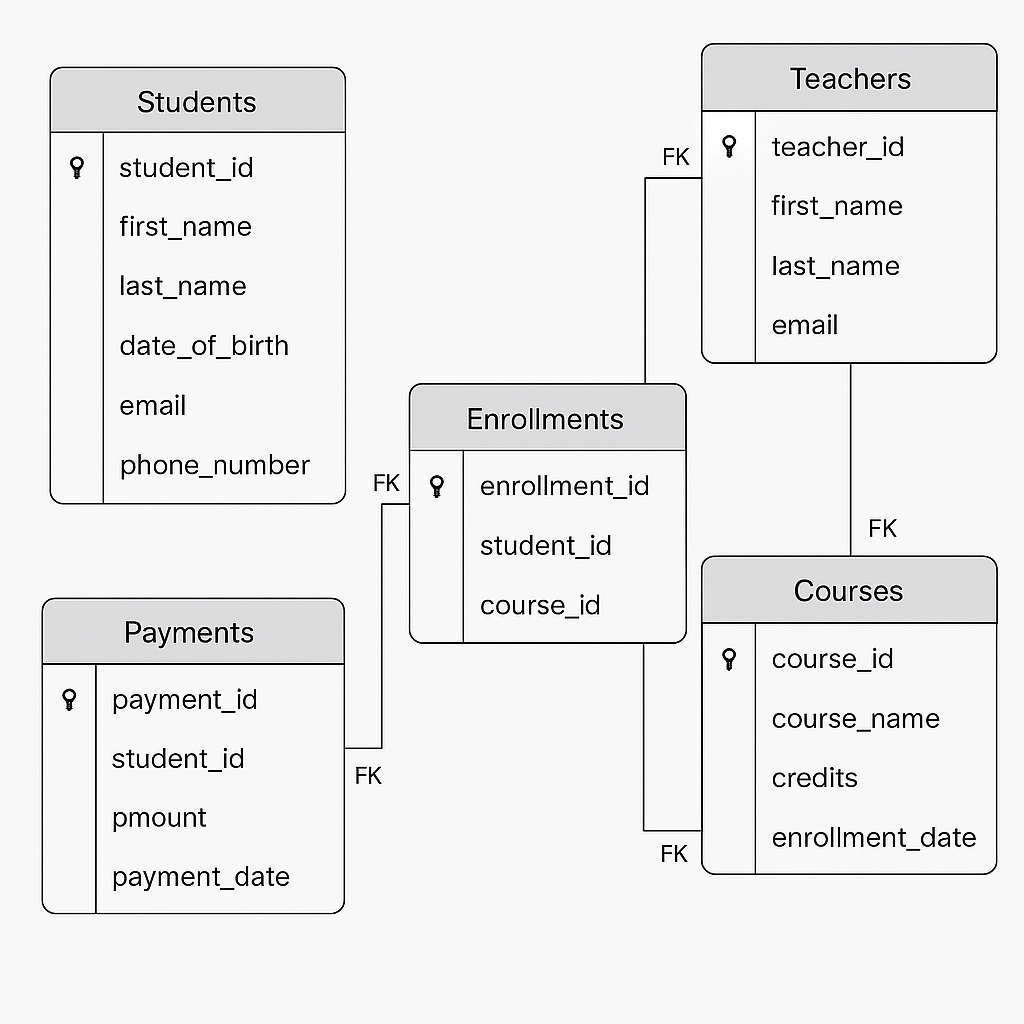 Students
student_id
first_name
last_name
date_of_birth
email
phone_number
Teachers
FK
teacher_id
first_name
last_name
email
Enrollments
FK
enrollment_id
student_id
course_id
FK
Courses
course_id
course_name
credits
enrollment_date
FK
Payments
payment_id
student_id
pmount
payment_date
FK